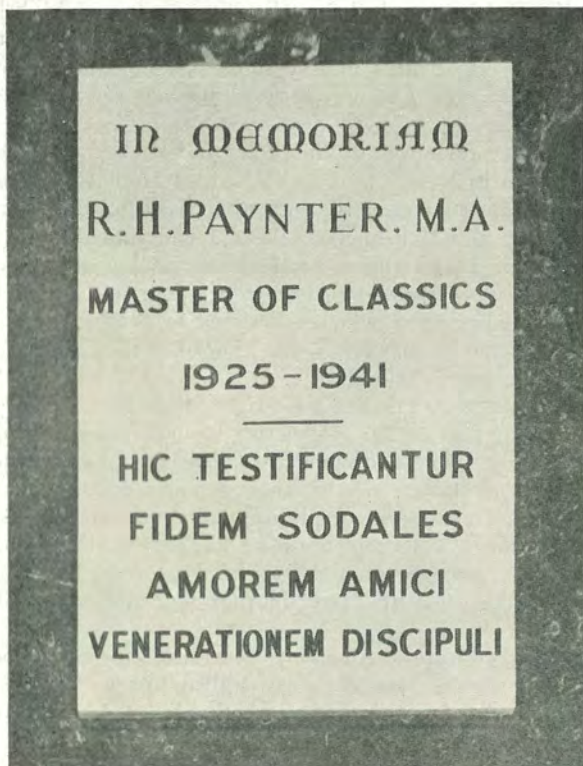 IN MEMORIAM
R. H. PAYNTER. M.A.
MASTER OF CLASSICS
1925-1941
HIC TESTIFICANTUR
FIDEM SODALES
AMOREM AMICI
VENERATIONEM DISCIPULI